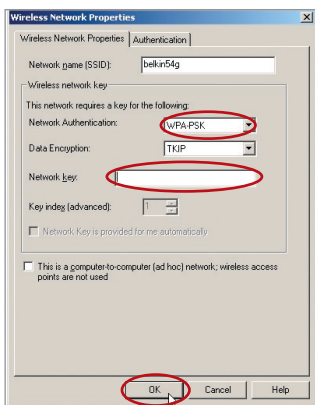 Wireless Network Properties
Wireless Network Properties Authentication
Network name (SSID): belkin54g
Wireless network key
This network requires a key for the following:
Network Authentication: WPA-PSK
Data Encryption: TKIP
Network key:
Key index (advanced): 1
Network Key is provided for me automatically
This is a computer-to-computer (ad hoc) network; wireless access
points are not used
OK Cancel Help